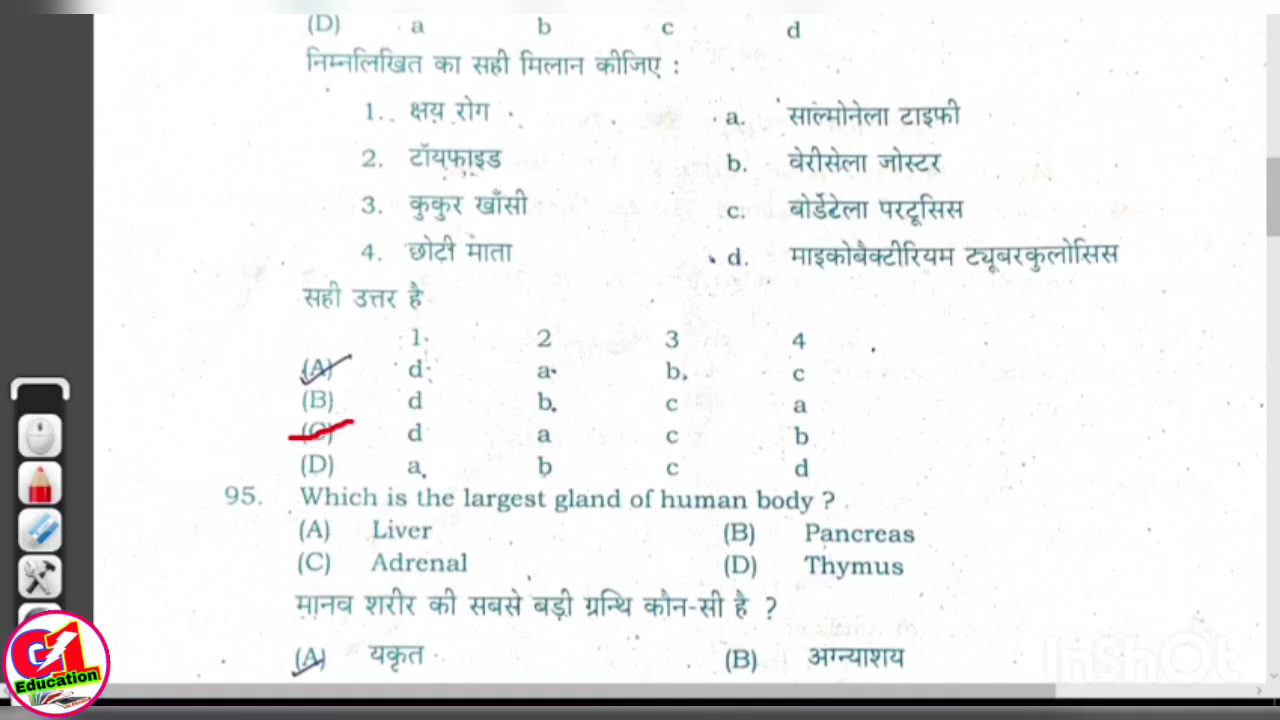 (D) a b c d
निम्नलिखित का सही मिलान कीजिए :
1. क्षय रोग a. साल्मोनेला टाइफी
2. टॉयफाइड b. वेरीसेला जोस्टर
3. कुकुर खाँसी c. बोर्डेटेला परटूसिस
4. छोटी माता d. माइकोबैक्टीरियम ट्यूबरकुलोसिस
सही उत्तर है
1 2 3 4
(A) d a b c
(B) d b c a
(C) d a c b
(D) a b c d
95. Which is the largest gland of human body ?
(A) Liver (B) Pancreas
(C) Adrenal (D) Thymus
मानव शरीर की सबसे बड़ी ग्रन्थि कौन-सी है ?
(A) यकृत (B) अग्न्याशय
G1
Education
InShOt